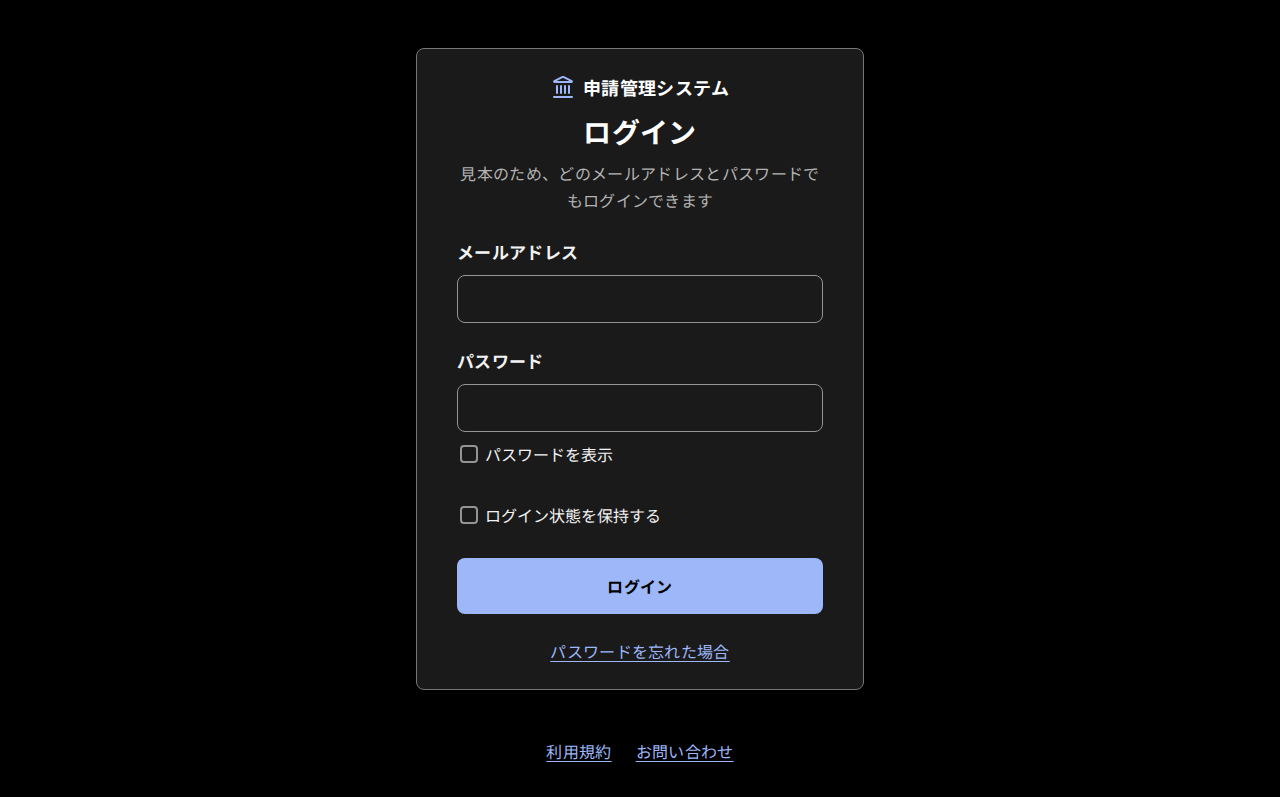 申請管理システム
ログイン
見本のため、どのメールアドレスとパスワードで
もログインできます
メールアドレス
パスワード
パスワードを表示
ログイン状態を保持する
ログイン
パスワードを忘れた場合
利用規約 お問い合わせ